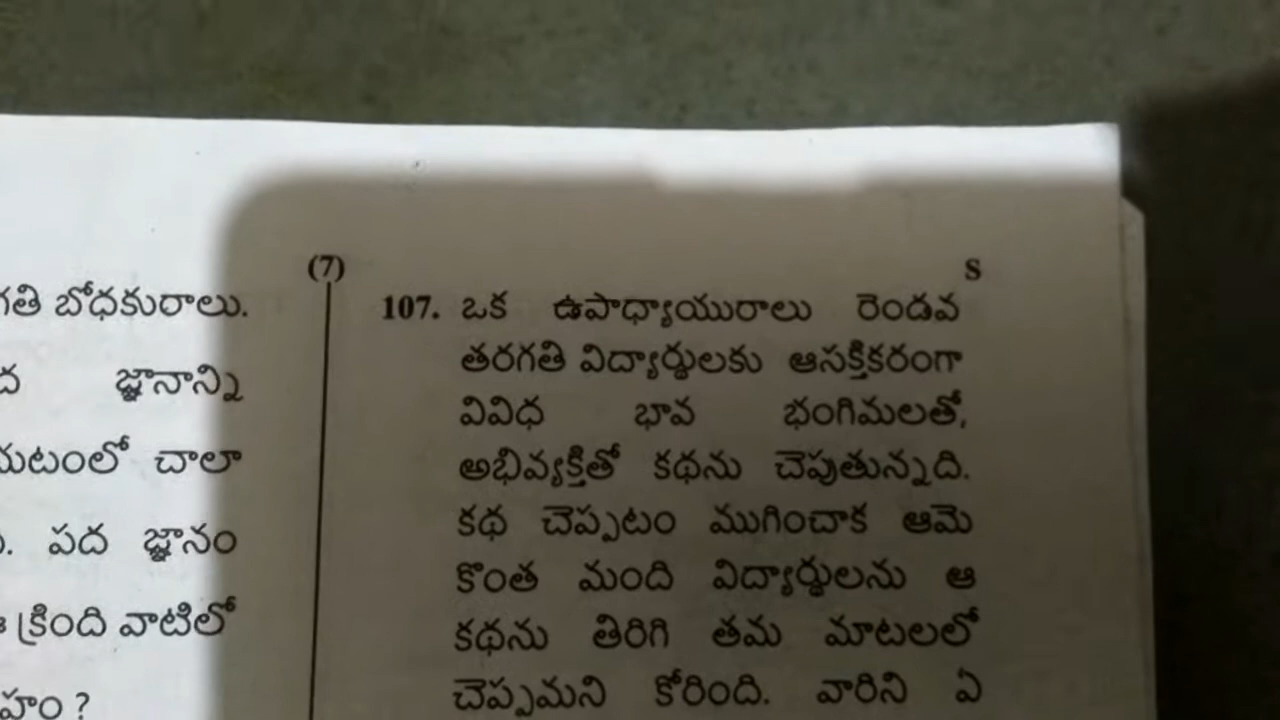 (7)
S
గతి బోధకురాలు.
జ్ఞానాన్ని
చాలా
పద జ్ఞానం
క్రింది వాటిలో
107. ఒక ఉపాధ్యాయురాలు రెండవ
తరగతి విద్యార్థులకు ఆసక్తికరంగా
వివిధ భావ భంగిమలతో,
అభివ్యక్తితో కథను చెపుతున్నది.
కథ చెప్పటం ముగించాక ఆమె
కొంత మంది విద్యార్థులను ఆ
కథను తిరిగి తమ మాటలలో
చెప్పమని కోరింది. వారిని ఏ